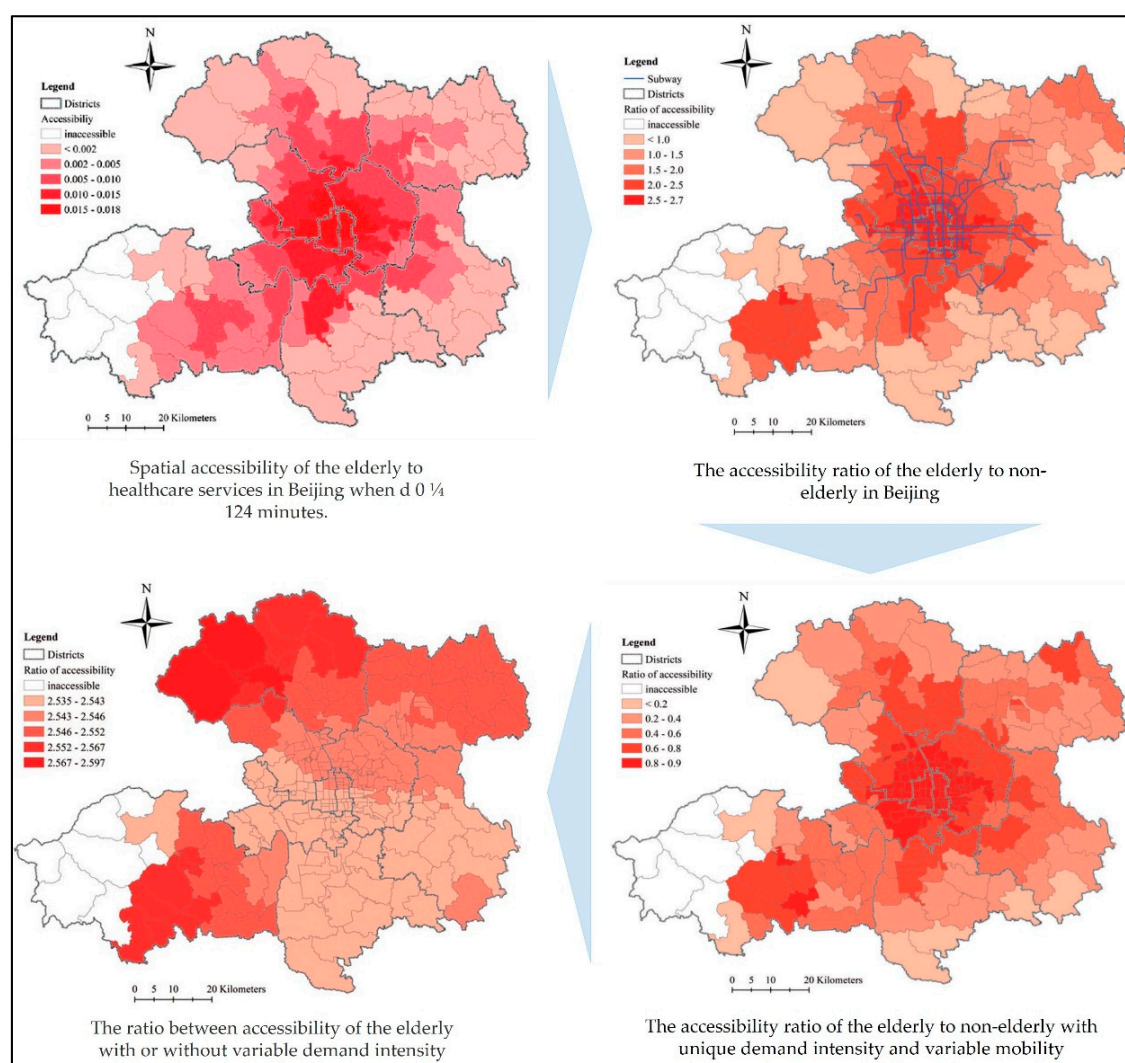 N
Legend
Districts
Accessibiliy
inaccessible
< 0.002
0.002 - 0.005
0.005 - 0.010
0.010 - 0.015
0.015 - 0.018
0 5 10 20 Kilometers
Spatial accessibility of the elderly to
healthcare services in Beijing when d 0 ¼
124 minutes.
N
Legend
Subway
Districts
Ratio of accessibility
inaccessible
< 1.0
1.0 - 1.5
1.5 - 2.0
2.0 - 2.5
2.5 - 2.7
0 5 10 20 Kilometers
The accessibility ratio of the elderly to non-
elderly in Beijing
N
Legend
Districts
Ratio of accessibility
inaccessible
2.535 - 2.543
2.543 - 2.546
2.546 - 2.552
2.552 - 2.567
2.567 - 2.597
0 5 10 20 Kilometers
The ratio between accessibility of the elderly
with or without variable demand intensity
N
Legend
Districts
Ratio of accessibility
inaccessible
< 0.2
0.2 - 0.4
0.4 - 0.6
0.6 - 0.8
0.8 - 0.9
0 5 10 20 Kilometers
The accessibility ratio of the elderly to non-elderly with
unique demand intensity and variable mobility